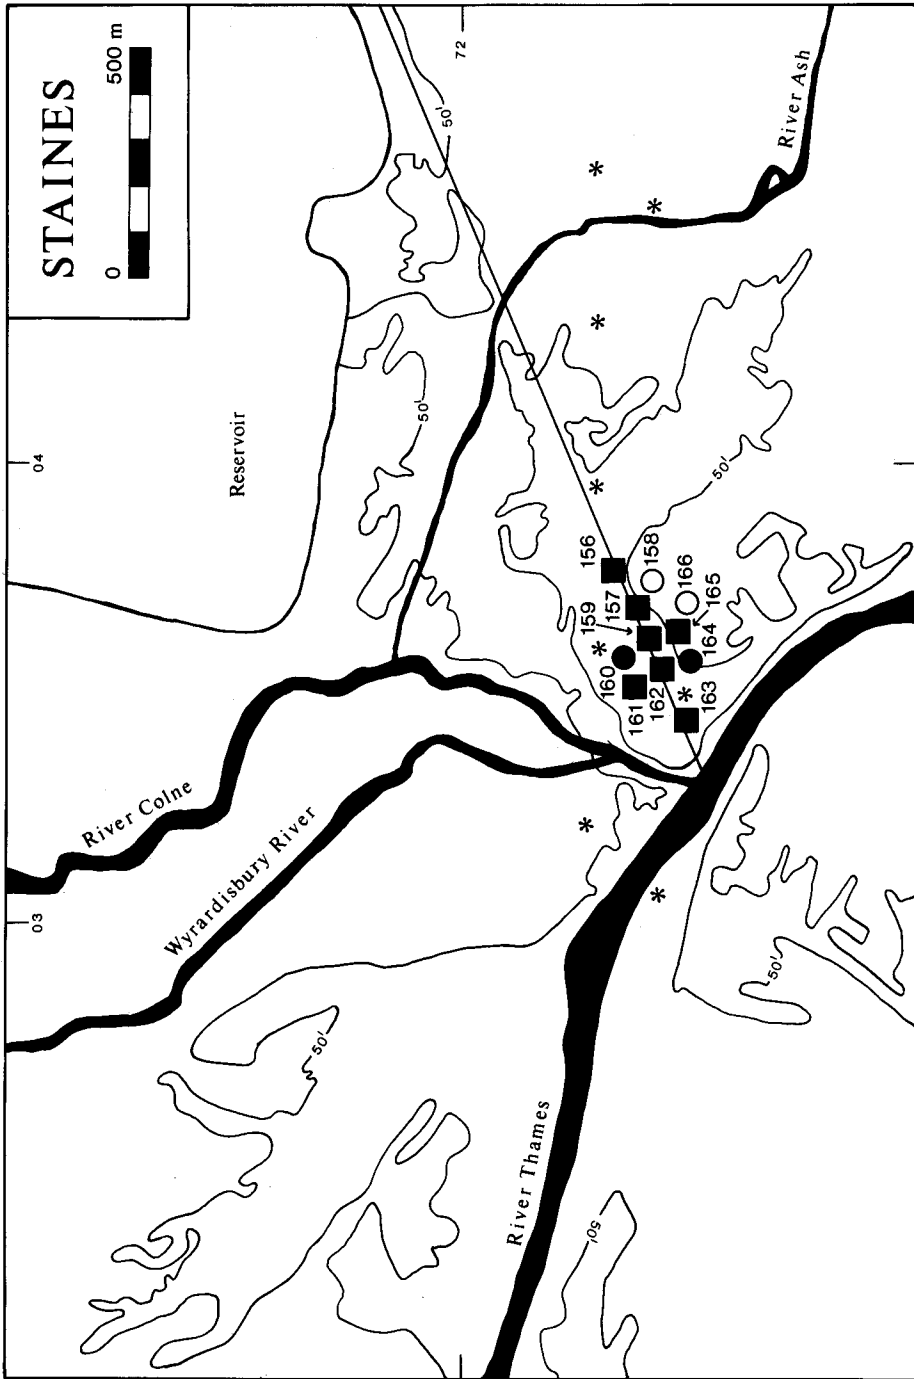 STAINES
0 500 m
72
04
03
Reservoir
River Colne
Wyrardisbury River
River Thames
River Ash
50'
50'
50'
50'
50'
50'
156
157
158
159
160
161
162
163
164
165
166